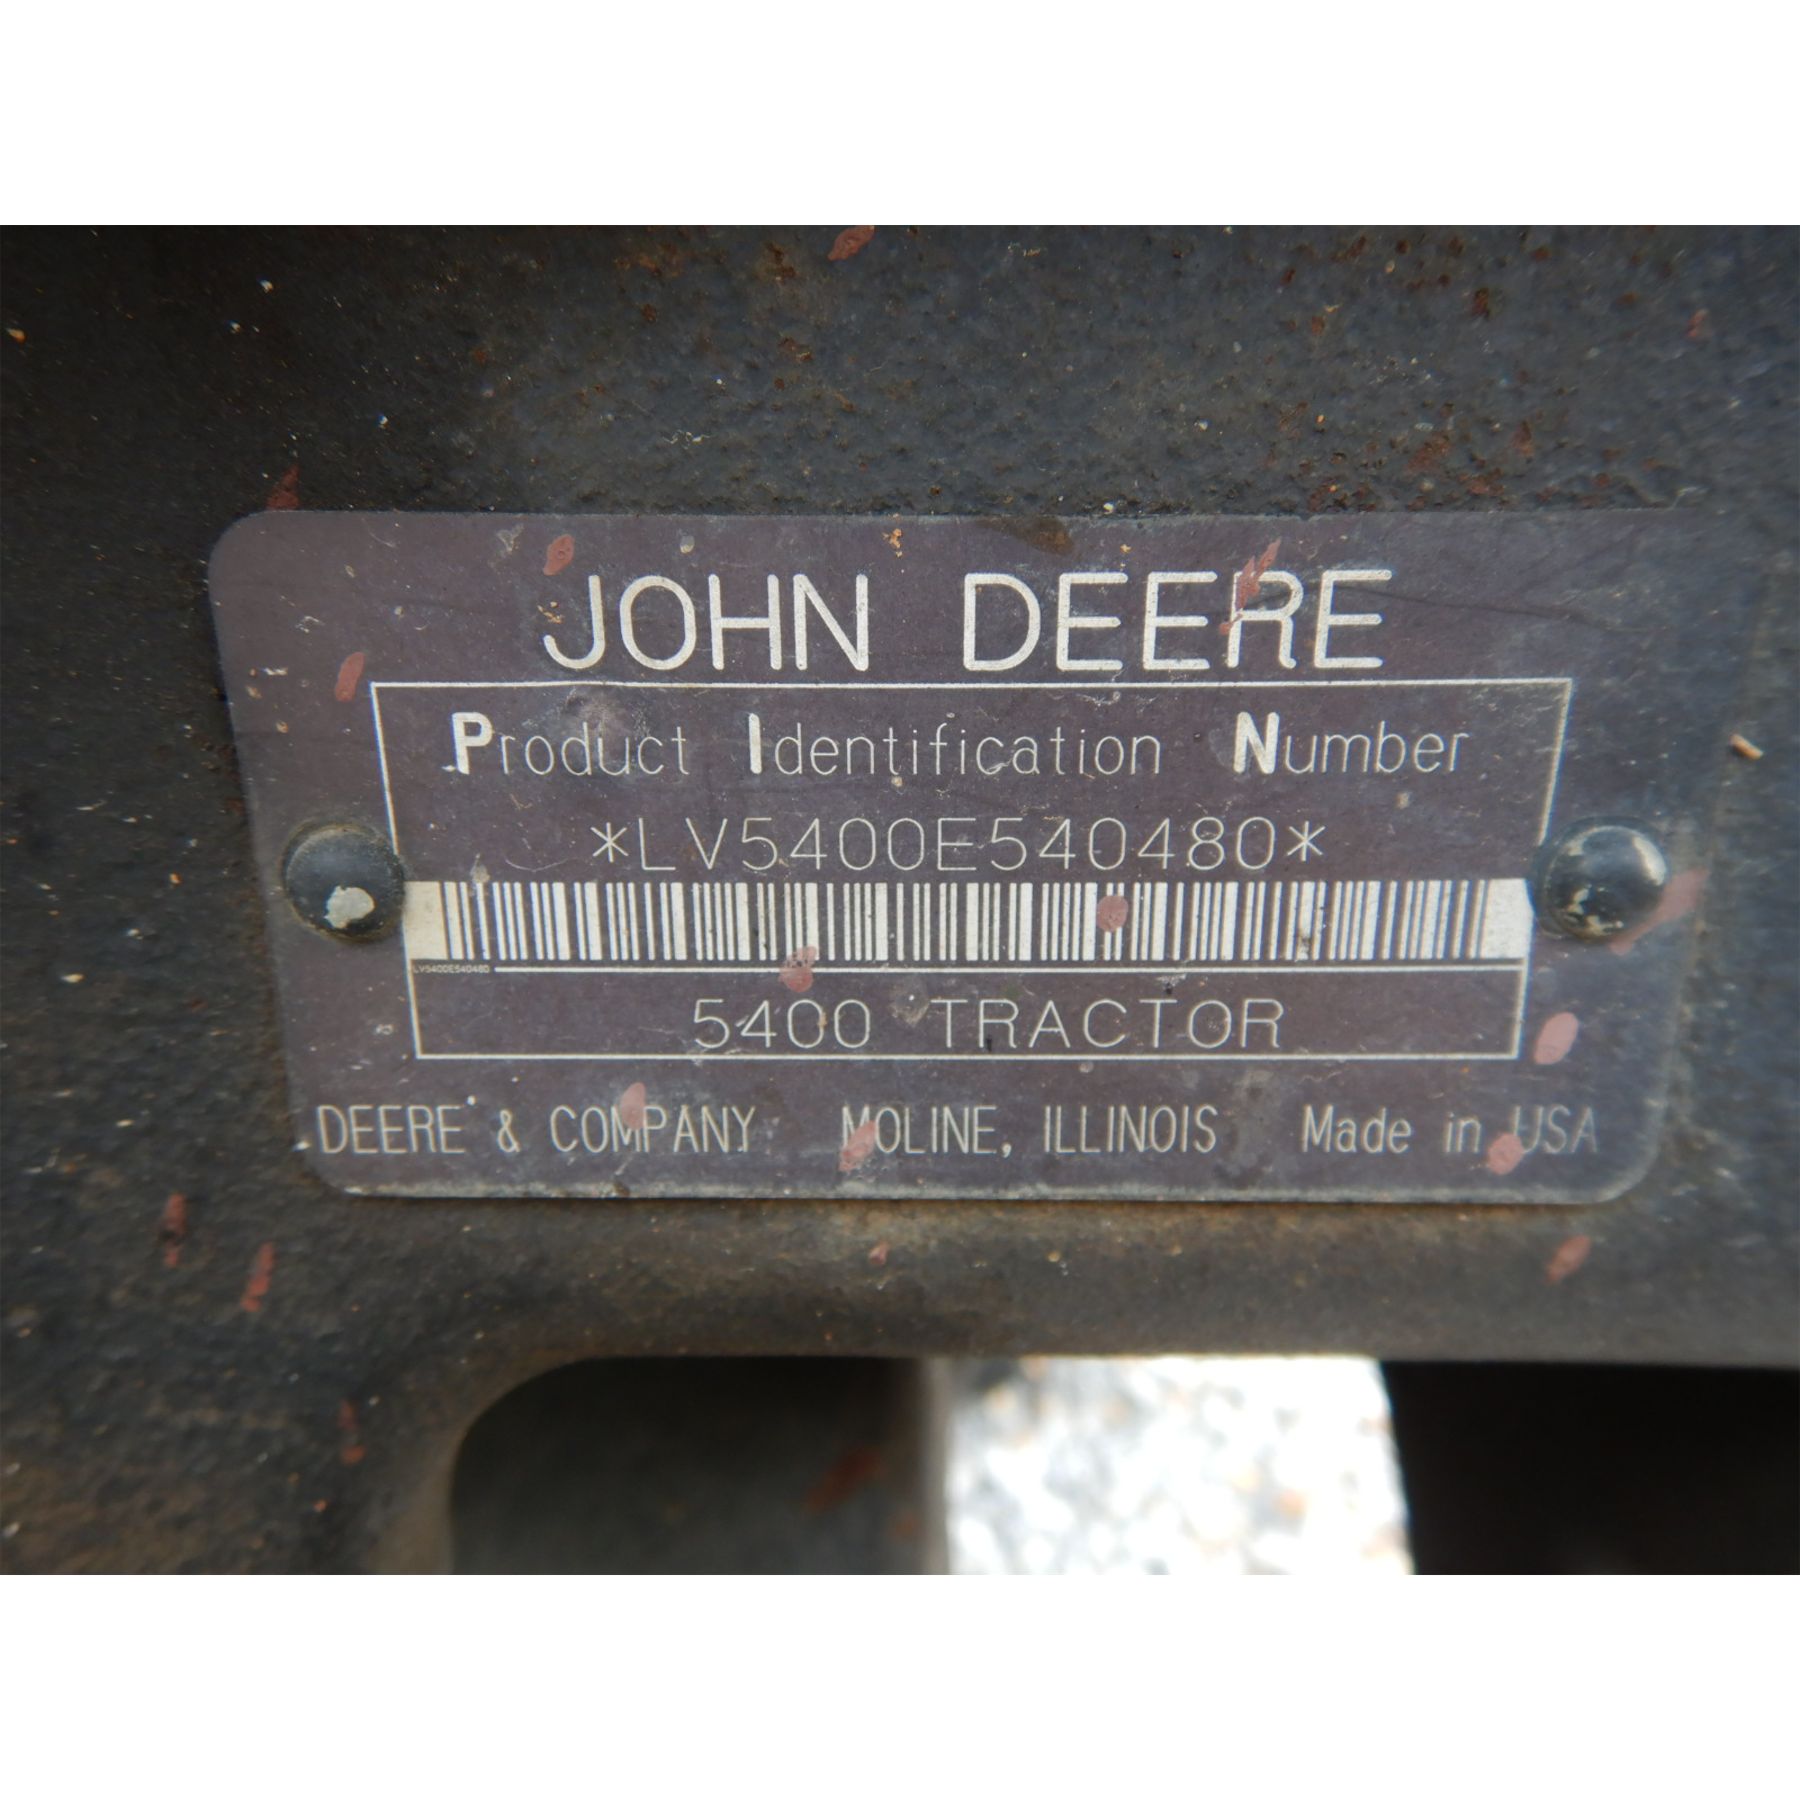 JOHN DEERE
Product Identification Number
*LV5400E540480*
LV5400E540480
5400 TRACTOR
DEERE & COMPANY MOLINE, ILLINOIS Made in USA